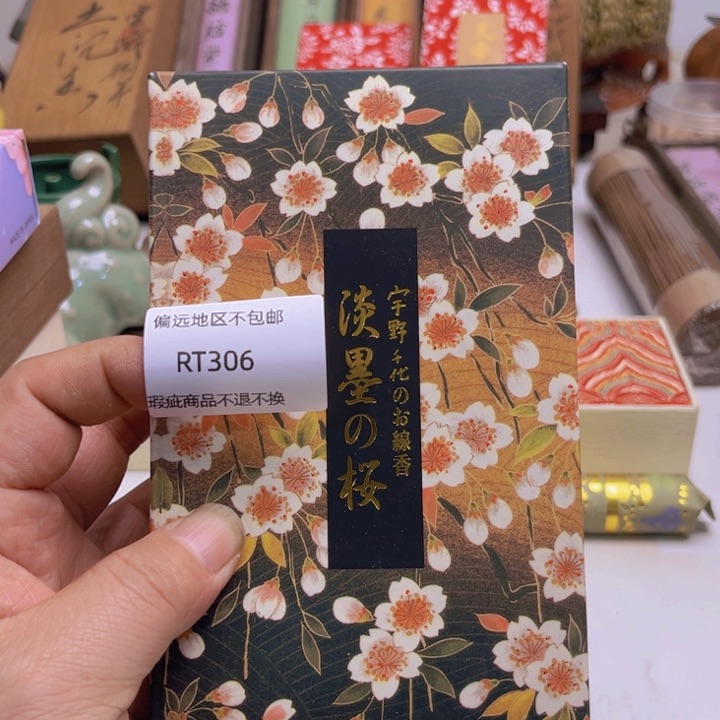 偏远地区不包邮
RT306
瑕疵商品不退不换
宇野千代のお線香
淡墨の桜